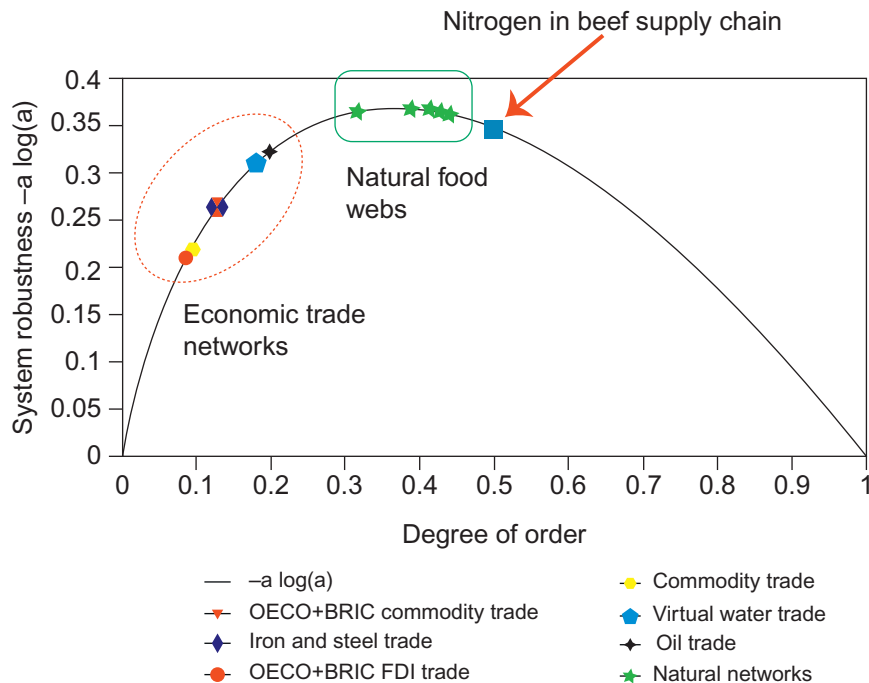 Nitrogen in beef supply chain
0.4
0.35
0.3
0.25
0.2
0.15
0.1
0.05
0
System robustness –a log(a)
Natural food
webs
Economic trade
networks
0 0.1 0.2 0.3 0.4 0.5 0.6 0.7 0.8 0.9 1
Degree of order
–a log(a)
OECO+BRIC commodity trade
Iron and steel trade
OECO+BRIC FDI trade
Commodity trade
Virtual water trade
Oil trade
Natural networks